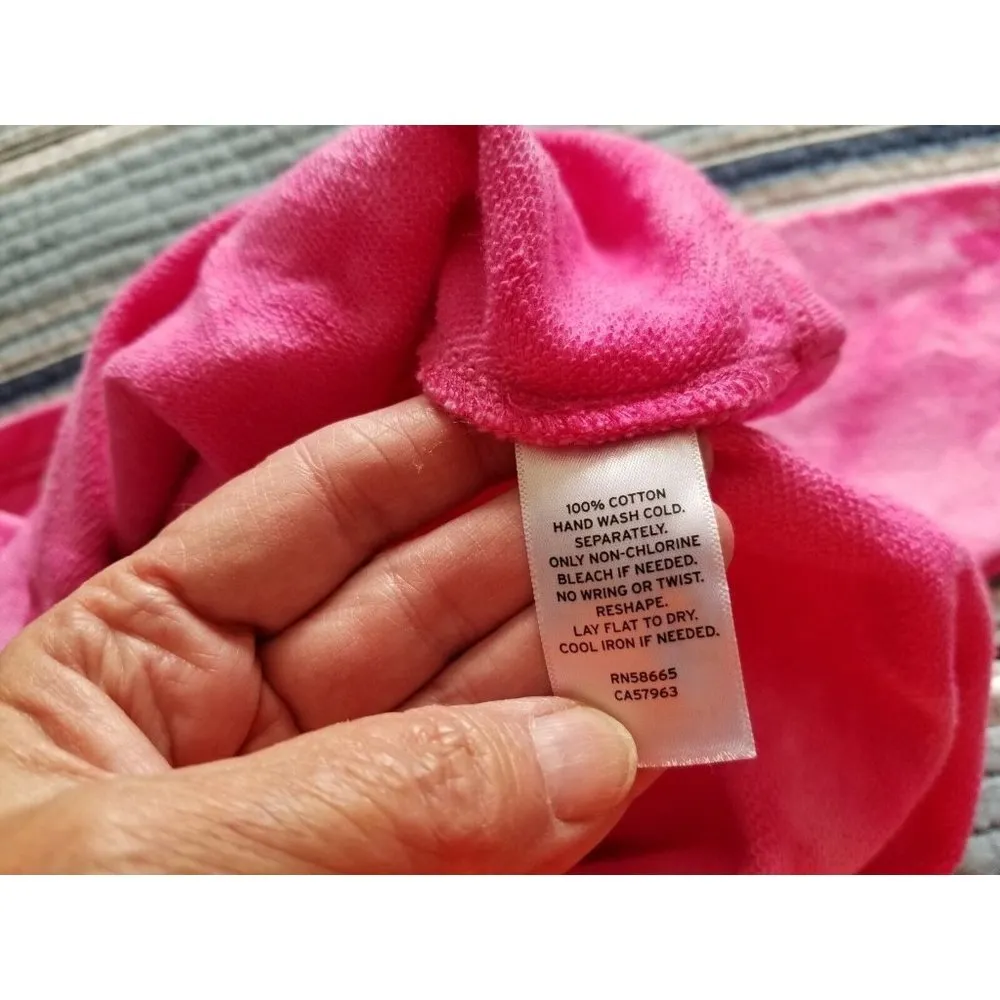 100% COTTON
HAND WASH COLD.
SEPARATELY.
ONLY NON-CHLORINE
BLEACH IF NEEDED.
NO WRING OR TWIST.
RESHAPE.
LAY FLAT TO DRY.
COOL IRON IF NEEDED.
RN58665
CA57963